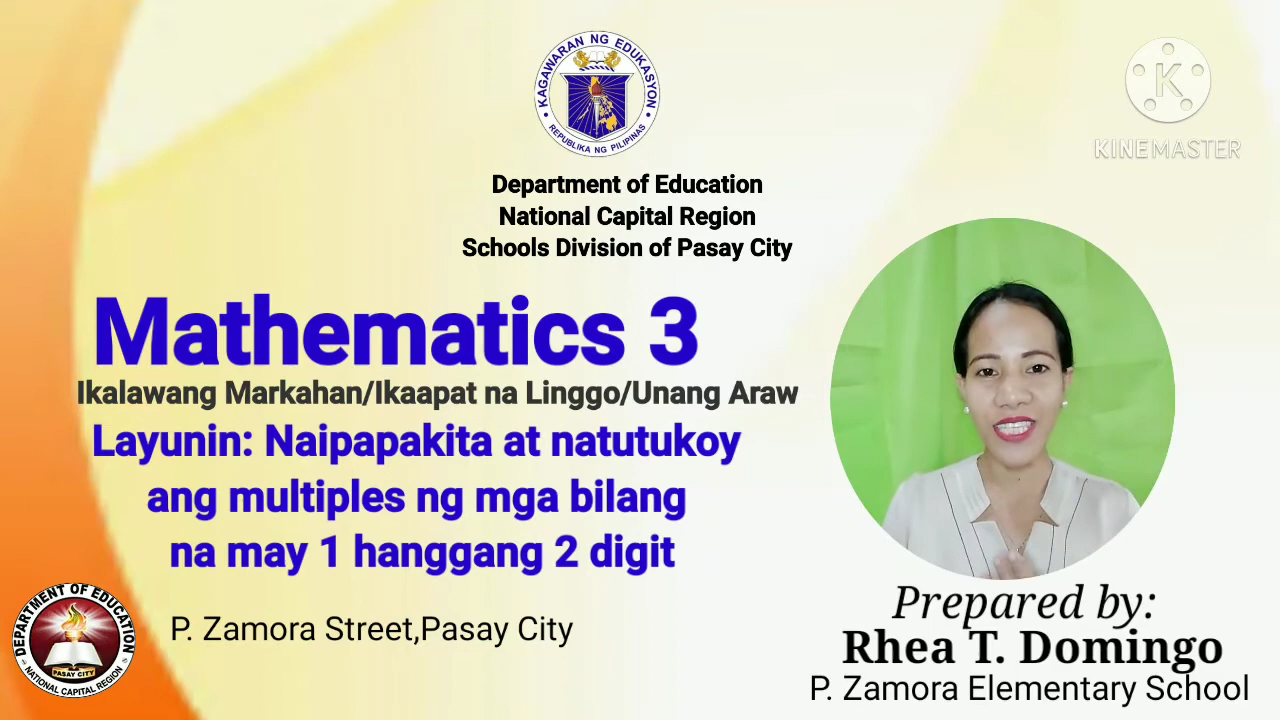 KAGAWARAN NG EDUKASYON
REPUBLIKA NG PILIPINAS
K
KINEMASTER
Department of Education
National Capital Region
Schools Division of Pasay City
Mathematics 3
Ikalawang Markahan/Ikaapat na Linggo/Unang Araw
Layunin: Naipapakita at natutukoy
ang multiples ng mga bilang
na may 1 hanggang 2 digit
P. Zamora Street,Pasay City
DEPARTMENT OF EDUCATION
PASAY CITY
NATIONAL CAPITAL REGION
Prepared by:
Rhea T. Domingo
P. Zamora Elementary School